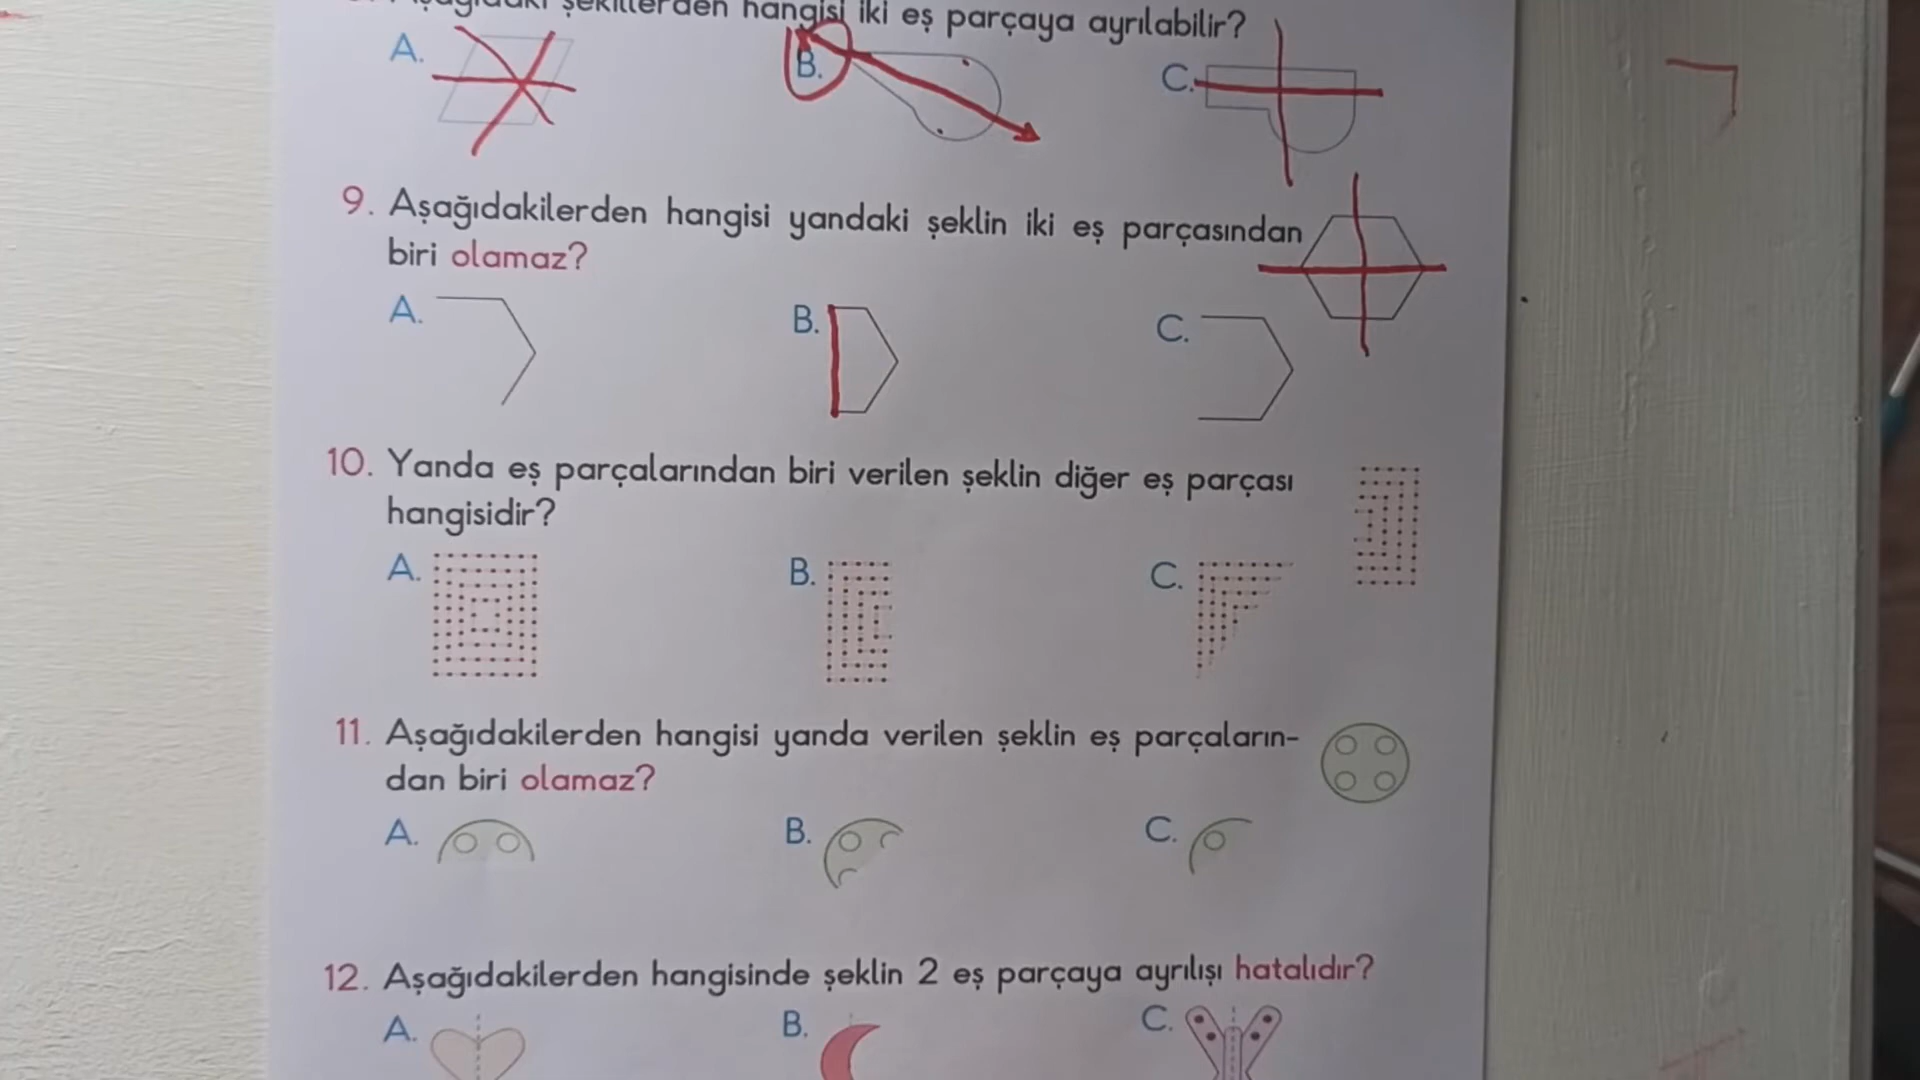 Aşağıdaki şekillerden hangisi iki eş parçaya ayrılabilir?
A. B. C.
9. Aşağıdakilerden hangisi yandaki şeklin iki eş parçasından
biri olamaz?
A. B. C.
10. Yanda eş parçalarından biri verilen şeklin diğer eş parçası
hangisidir?
A. B. C.
11. Aşağıdakilerden hangisi yanda verilen şeklin eş parçaların-
dan biri olamaz?
A. B. C.
12. Aşağıdakilerden hangisinde şeklin 2 eş parçaya ayrılışı hatalıdır?
A. B. C.